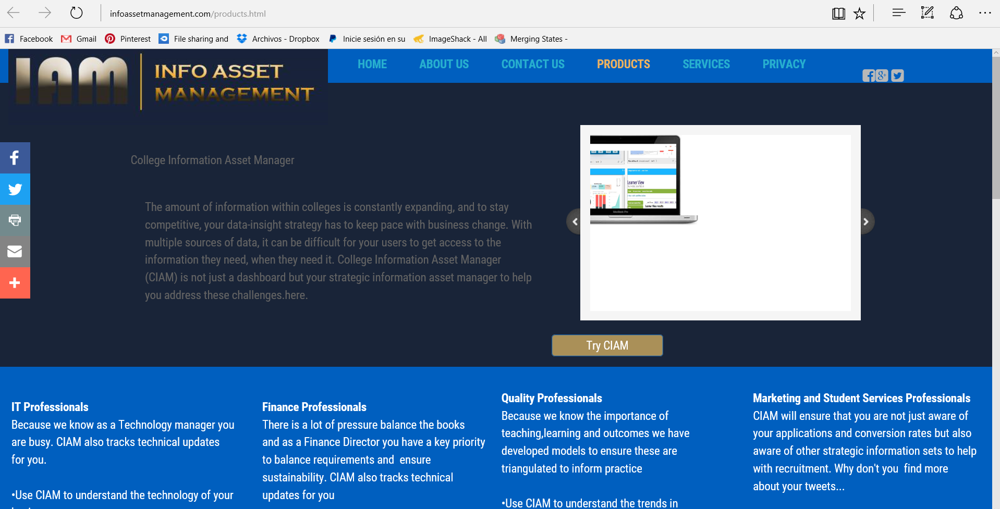 infoassetmanagement.com/products.html
Facebook
Gmail
Pinterest
File sharing and
Archivos - Dropbox
Inicie sesión en su
ImageShack - All
Merging States -
IAM
INFO ASSET
MANAGEMENT
HOME
ABOUT US
CONTACT US
PRODUCTS
SERVICES
PRIVACY
College Information Asset Manager
The amount of information within colleges is constantly expanding, and to stay
competitive, your data-insight strategy has to keep pace with business change. With
multiple sources of data, it can be difficult for your users to get access to the
information they need, when they need it. College Information Asset Manager
(CIAM) is not just a dashboard but your strategic information asset manager to help
you address these challenges.here.
Learner View
Learner View results
MacBook Pro
Try CIAM
IT Professionals
Because we know as a Technology manager you
are busy. CIAM also tracks technical updates
for you.
•Use CIAM to understand the technology of your
Finance Professionals
There is a lot of pressure balance the books
and as a Finance Director you have a key priority
to balance requirements and  ensure
sustainability. CIAM also tracks technical
updates for you
Quality Professionals
Because we know the importance of
teaching,learning and outcomes we have
developed models to ensure these are
triangulated to inform practice
•Use CIAM to understand the trends in
Marketing and Student Services Professionals
CIAM will ensure that you are not just aware of
your applications and conversion rates but also
aware of other strategic information sets to help
with recruitment. Why don't you  find more
about your tweets...